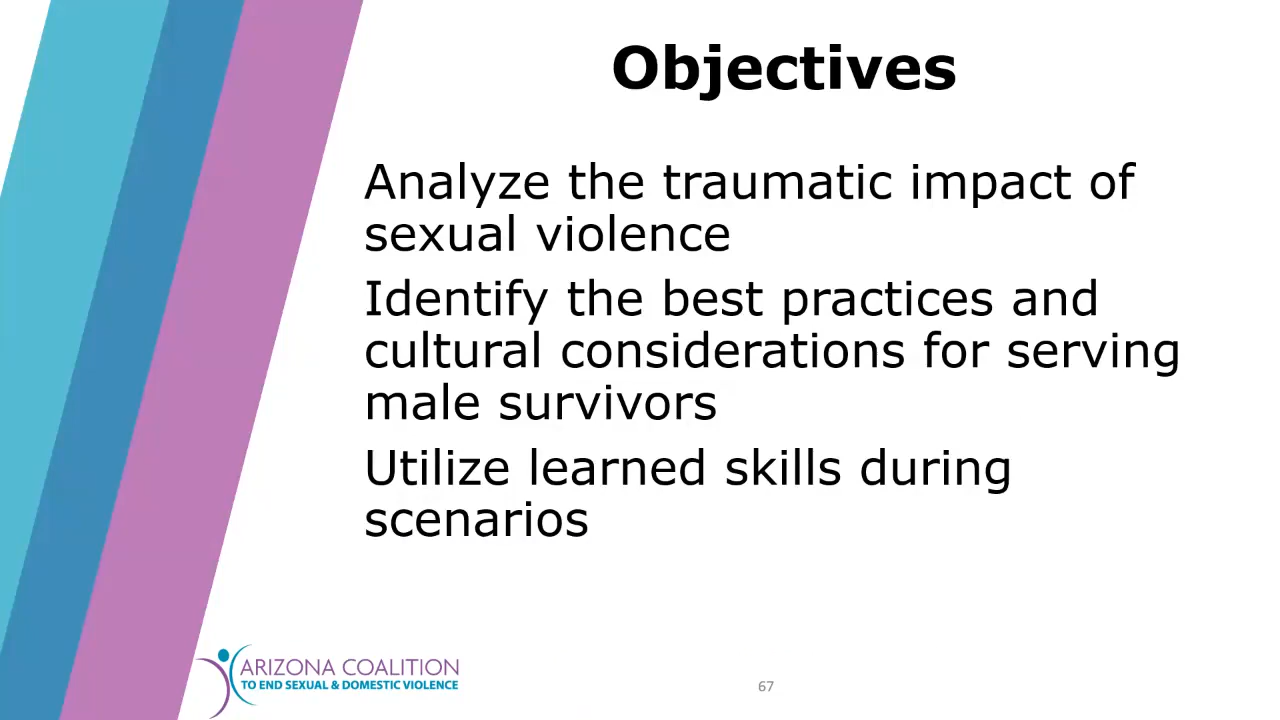 Objectives
Analyze the traumatic impact of
sexual violence
Identify the best practices and
cultural considerations for serving
male survivors
Utilize learned skills during
scenarios
ARIZONA COALITION
TO END SEXUAL & DOMESTIC VIOLENCE
67